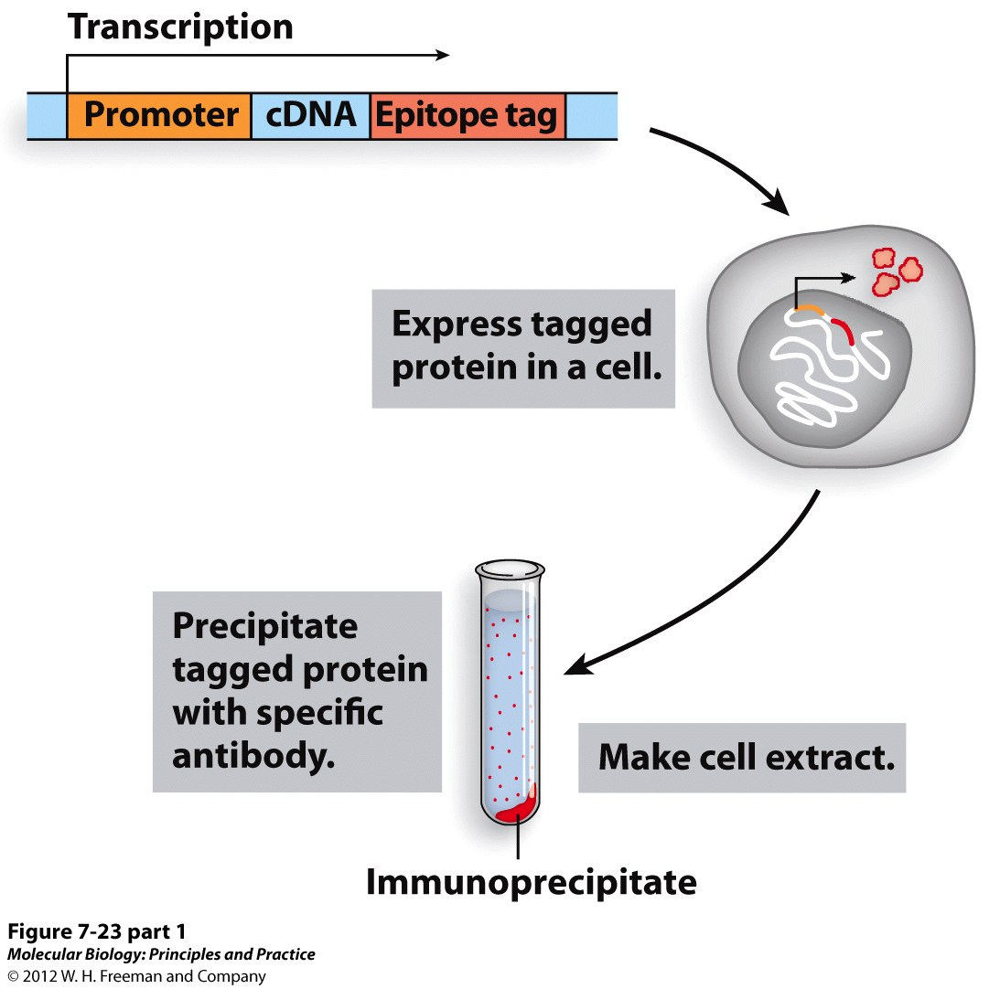 Transcription
Promoter cDNA Epitope tag
Express tagged
protein in a cell.
Precipitate
tagged protein
with specific
antibody.
Make cell extract.
Immunoprecipitate
Figure 7-23 part 1
Molecular Biology: Principles and Practice
© 2012 W. H. Freeman and Company